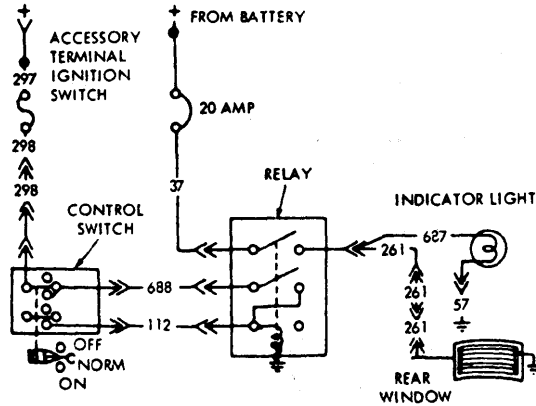 +
+
FROM BATTERY
ACCESSORY
TERMINAL
IGNITION
SWITCH
297
20 AMP
298
298
37
RELAY
INDICATOR LIGHT
CONTROL
SWITCH
261
627
688
261
57
261
112
OFF
NORM
ON
REAR
WINDOW